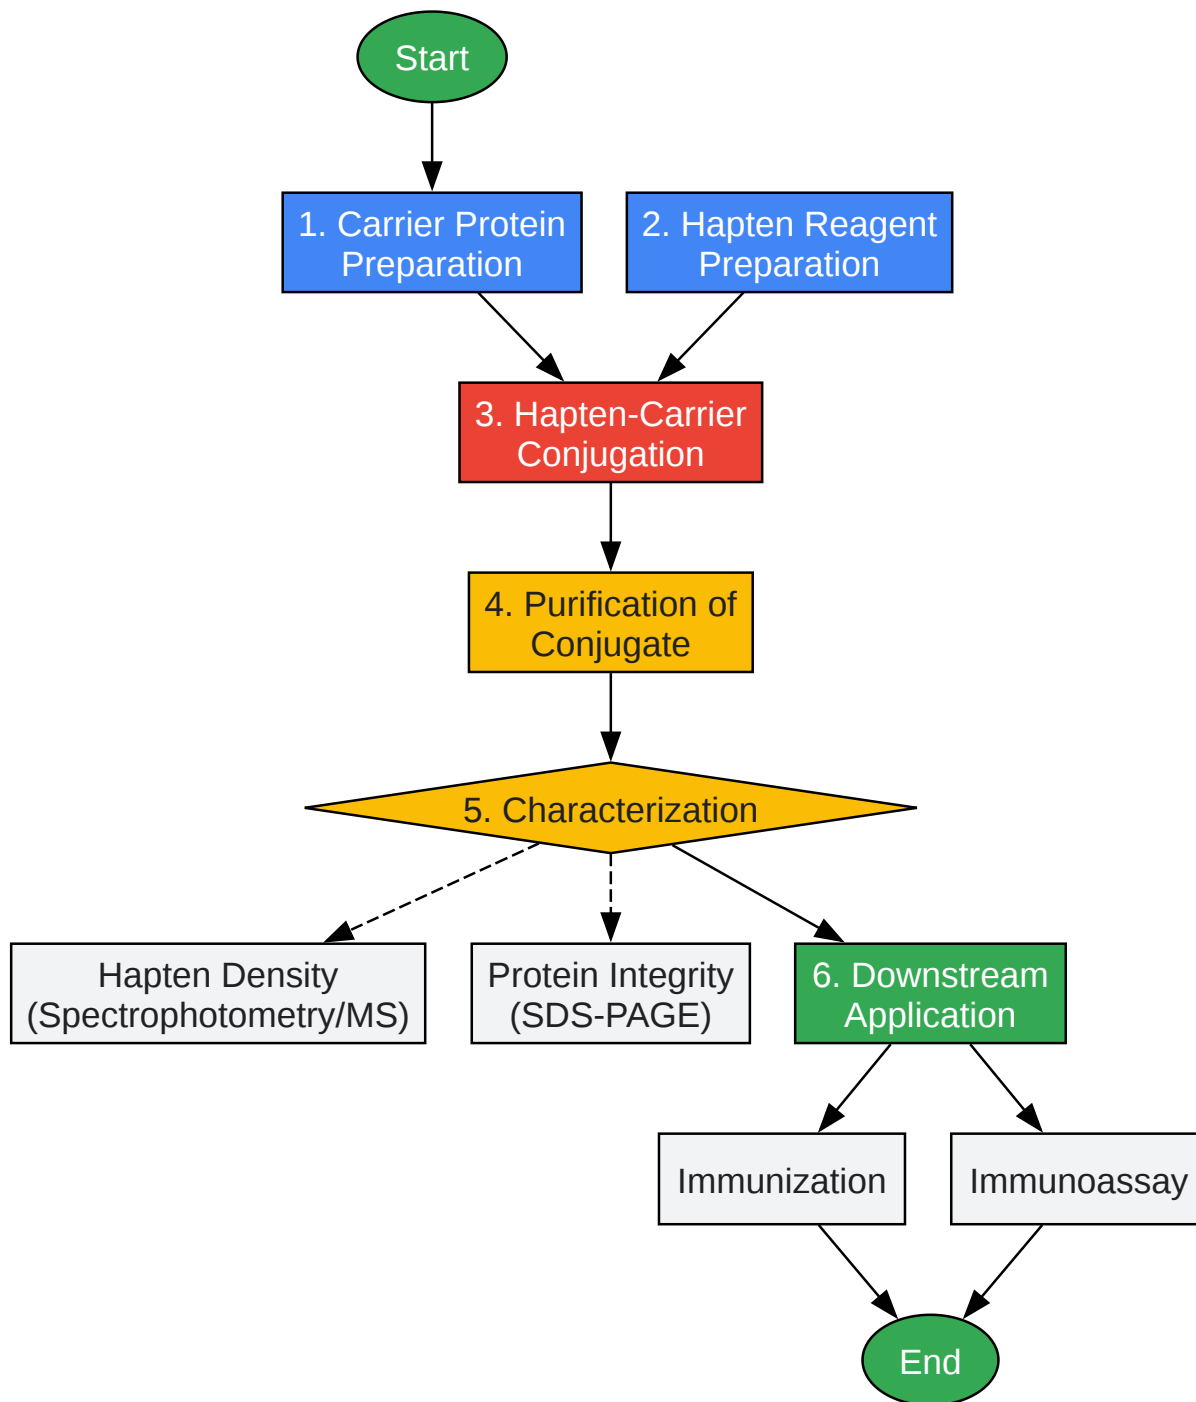 Start
1. Carrier Protein
Preparation
2. Hapten Reagent
Preparation
3. Hapten-Carrier
Conjugation
4. Purification of
Conjugate
5. Characterization
Hapten Density
(Spectrophotometry/MS)
Protein Integrity
(SDS-PAGE)
6. Downstream
Application
Immunization
Immunoassay
End